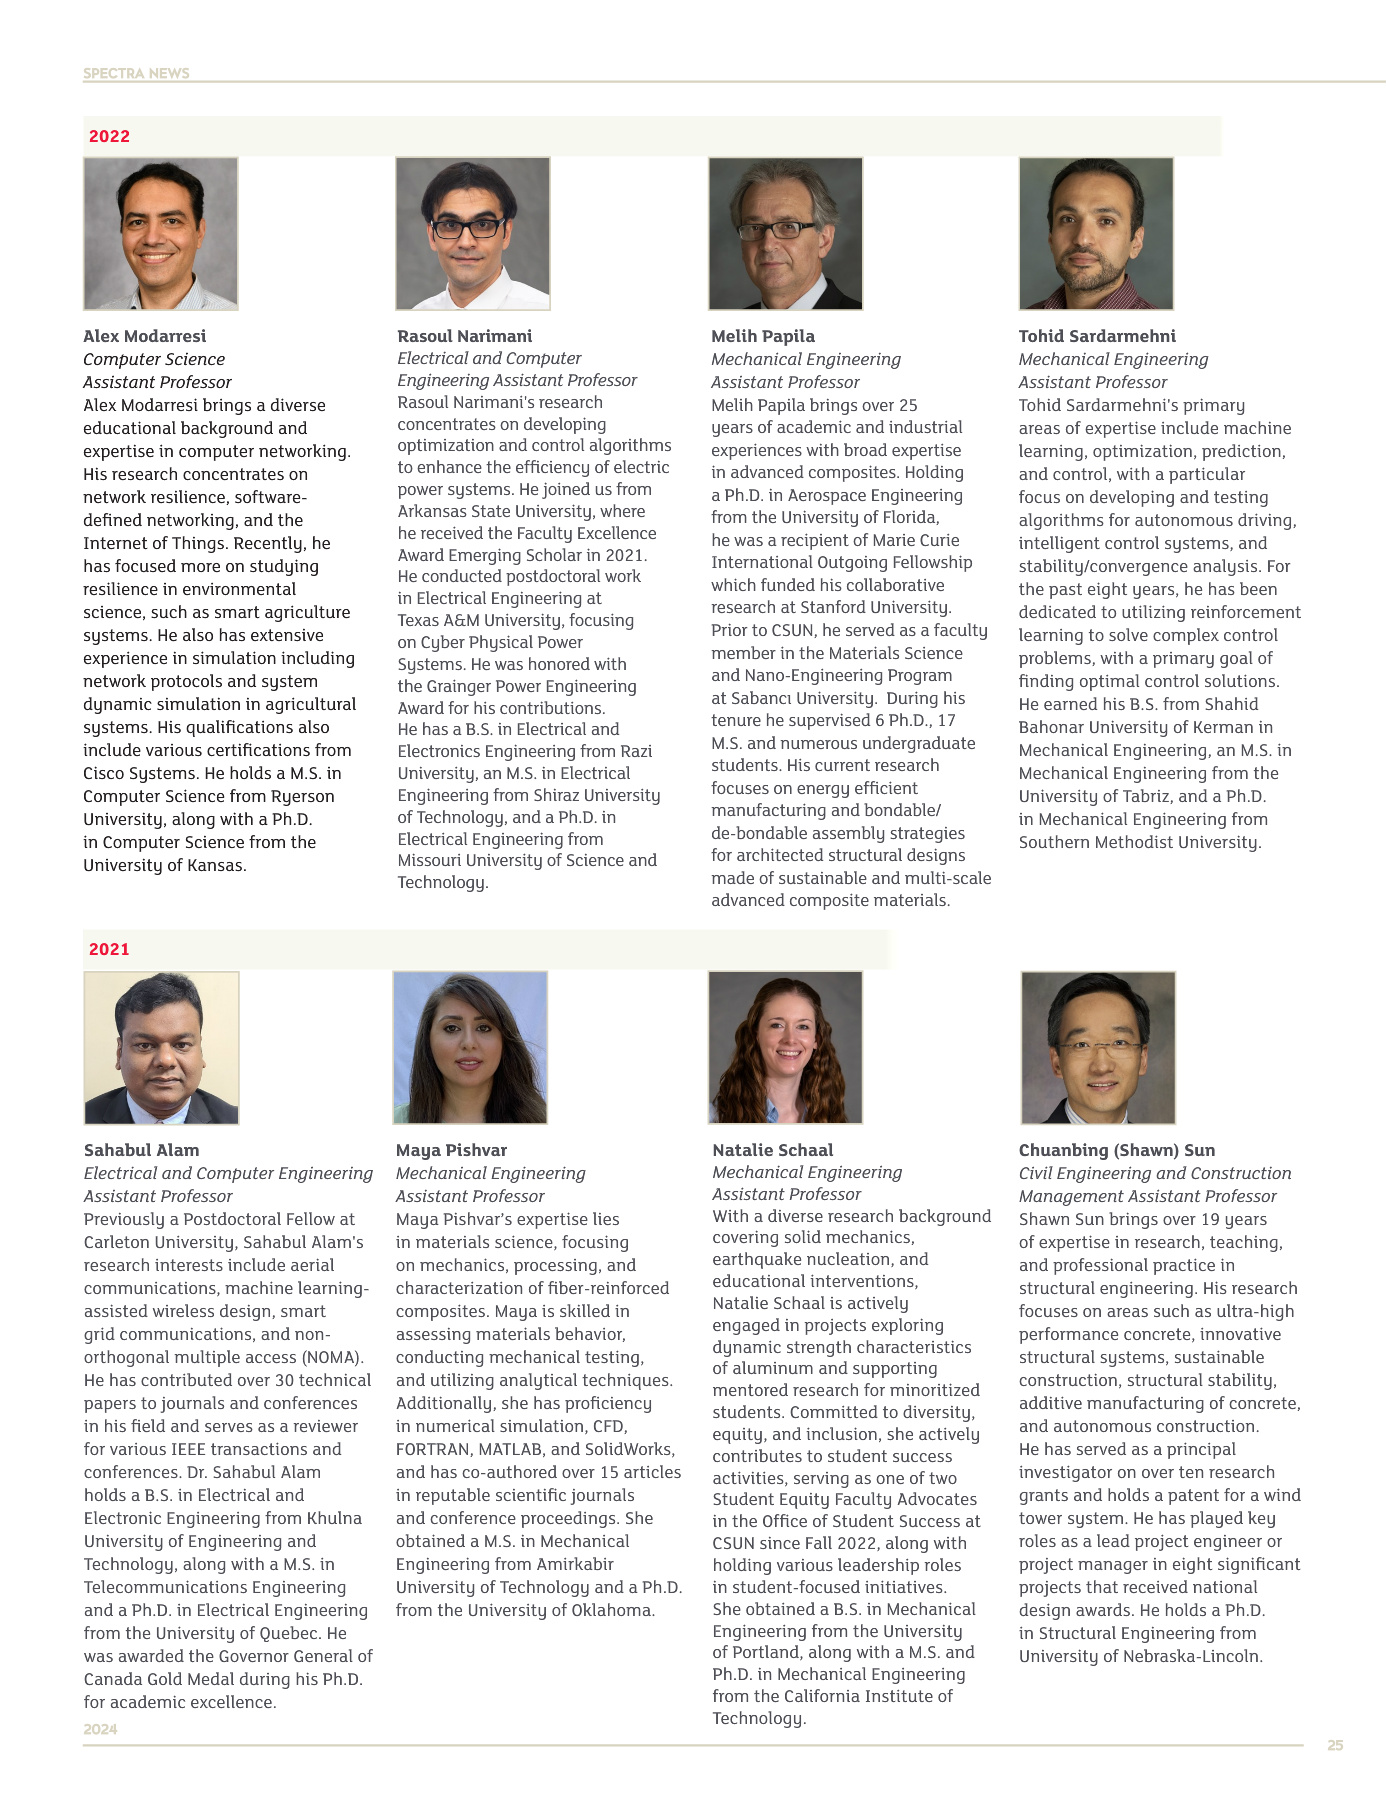 SPECTRA NEWS
2022
Alex Modarresi
Computer Science
Assistant Professor
Alex Modarresi brings a diverse
educational background and
expertise in computer networking.
His research concentrates on
network resilience, software-
defined networking, and the
Internet of Things. Recently, he
has focused more on studying
resilience in environmental
science, such as smart agriculture
systems. He also has extensive
experience in simulation including
network protocols and system
dynamic simulation in agricultural
systems. His qualifications also
include various certifications from
Cisco Systems. He holds a M.S. in
Computer Science from Ryerson
University, along with a Ph.D.
in Computer Science from the
University of Kansas.
Rasoul Narimani
Electrical and Computer
Engineering Assistant Professor
Rasoul Narimani's research
concentrates on developing
optimization and control algorithms
to enhance the efficiency of electric
power systems. He joined us from
Arkansas State University, where
he received the Faculty Excellence
Award Emerging Scholar in 2021.
He conducted postdoctoral work
in Electrical Engineering at
Texas A&M University, focusing
on Cyber Physical Power
Systems. He was honored with
the Grainger Power Engineering
Award for his contributions.
He has a B.S. in Electrical and
Electronics Engineering from Razi
University, an M.S. in Electrical
Engineering from Shiraz University
of Technology, and a Ph.D. in
Electrical Engineering from
Missouri University of Science and
Technology.
Melih Papila
Mechanical Engineering
Assistant Professor
Melih Papila brings over 25
years of academic and industrial
experiences with broad expertise
in advanced composites. Holding
a Ph.D. in Aerospace Engineering
from the University of Florida,
he was a recipient of Marie Curie
International Outgoing Fellowship
which funded his collaborative
research at Stanford University.
Prior to CSUN, he served as a faculty
member in the Materials Science
and Nano-Engineering Program
at Sabancı University.  During his
tenure he supervised 6 Ph.D., 17
M.S. and numerous undergraduate
students. His current research
focuses on energy efficient
manufacturing and bondable/
de-bondable assembly strategies
for architected structural designs
made of sustainable and multi-scale
advanced composite materials.
Tohid Sardarmehni
Mechanical Engineering
Assistant Professor
Tohid Sardarmehni's primary
areas of expertise include machine
learning, optimization, prediction,
and control, with a particular
focus on developing and testing
algorithms for autonomous driving,
intelligent control systems, and
stability/convergence analysis. For
the past eight years, he has been
dedicated to utilizing reinforcement
learning to solve complex control
problems, with a primary goal of
finding optimal control solutions.
He earned his B.S. from Shahid
Bahonar University of Kerman in
Mechanical Engineering, an M.S. in
Mechanical Engineering from the
University of Tabriz, and a Ph.D.
in Mechanical Engineering from
Southern Methodist University.
2021
Sahabul Alam
Electrical and Computer Engineering
Assistant Professor
Previously a Postdoctoral Fellow at
Carleton University, Sahabul Alam's
research interests include aerial
communications, machine learning-
assisted wireless design, smart
grid communications, and non-
orthogonal multiple access (NOMA).
He has contributed over 30 technical
papers to journals and conferences
in his field and serves as a reviewer
for various IEEE transactions and
conferences. Dr. Sahabul Alam
holds a B.S. in Electrical and
Electronic Engineering from Khulna
University of Engineering and
Technology, along with a M.S. in
Telecommunications Engineering
and a Ph.D. in Electrical Engineering
from the University of Quebec. He
was awarded the Governor General of
Canada Gold Medal during his Ph.D.
for academic excellence.
Maya Pishvar
Mechanical Engineering
Assistant Professor
Maya Pishvar’s expertise lies
in materials science, focusing
on mechanics, processing, and
characterization of fiber-reinforced
composites. Maya is skilled in
assessing materials behavior,
conducting mechanical testing,
and utilizing analytical techniques.
Additionally, she has proficiency
in numerical simulation, CFD,
FORTRAN, MATLAB, and SolidWorks,
and has co-authored over 15 articles
in reputable scientific journals
and conference proceedings. She
obtained a M.S. in Mechanical
Engineering from Amirkabir
University of Technology and a Ph.D.
from the University of Oklahoma.
Natalie Schaal
Mechanical Engineering
Assistant Professor
With a diverse research background
covering solid mechanics,
earthquake nucleation, and
educational interventions,
Natalie Schaal is actively
engaged in projects exploring
dynamic strength characteristics
of aluminum and supporting
mentored research for minoritized
students. Committed to diversity,
equity, and inclusion, she actively
contributes to student success
activities, serving as one of two
Student Equity Faculty Advocates
in the Office of Student Success at
CSUN since Fall 2022, along with
holding various leadership roles
in student-focused initiatives.
She obtained a B.S. in Mechanical
Engineering from the University
of Portland, along with a M.S. and
Ph.D. in Mechanical Engineering
from the California Institute of
Technology.
Chuanbing (Shawn) Sun
Civil Engineering and Construction
Management Assistant Professor
Shawn Sun brings over 19 years
of expertise in research, teaching,
and professional practice in
structural engineering. His research
focuses on areas such as ultra-high
performance concrete, innovative
structural systems, sustainable
construction, structural stability,
additive manufacturing of concrete,
and autonomous construction.
He has served as a principal
investigator on over ten research
grants and holds a patent for a wind
tower system. He has played key
roles as a lead project engineer or
project manager in eight significant
projects that received national
design awards. He holds a Ph.D.
in Structural Engineering from
University of Nebraska-Lincoln.
2024
25